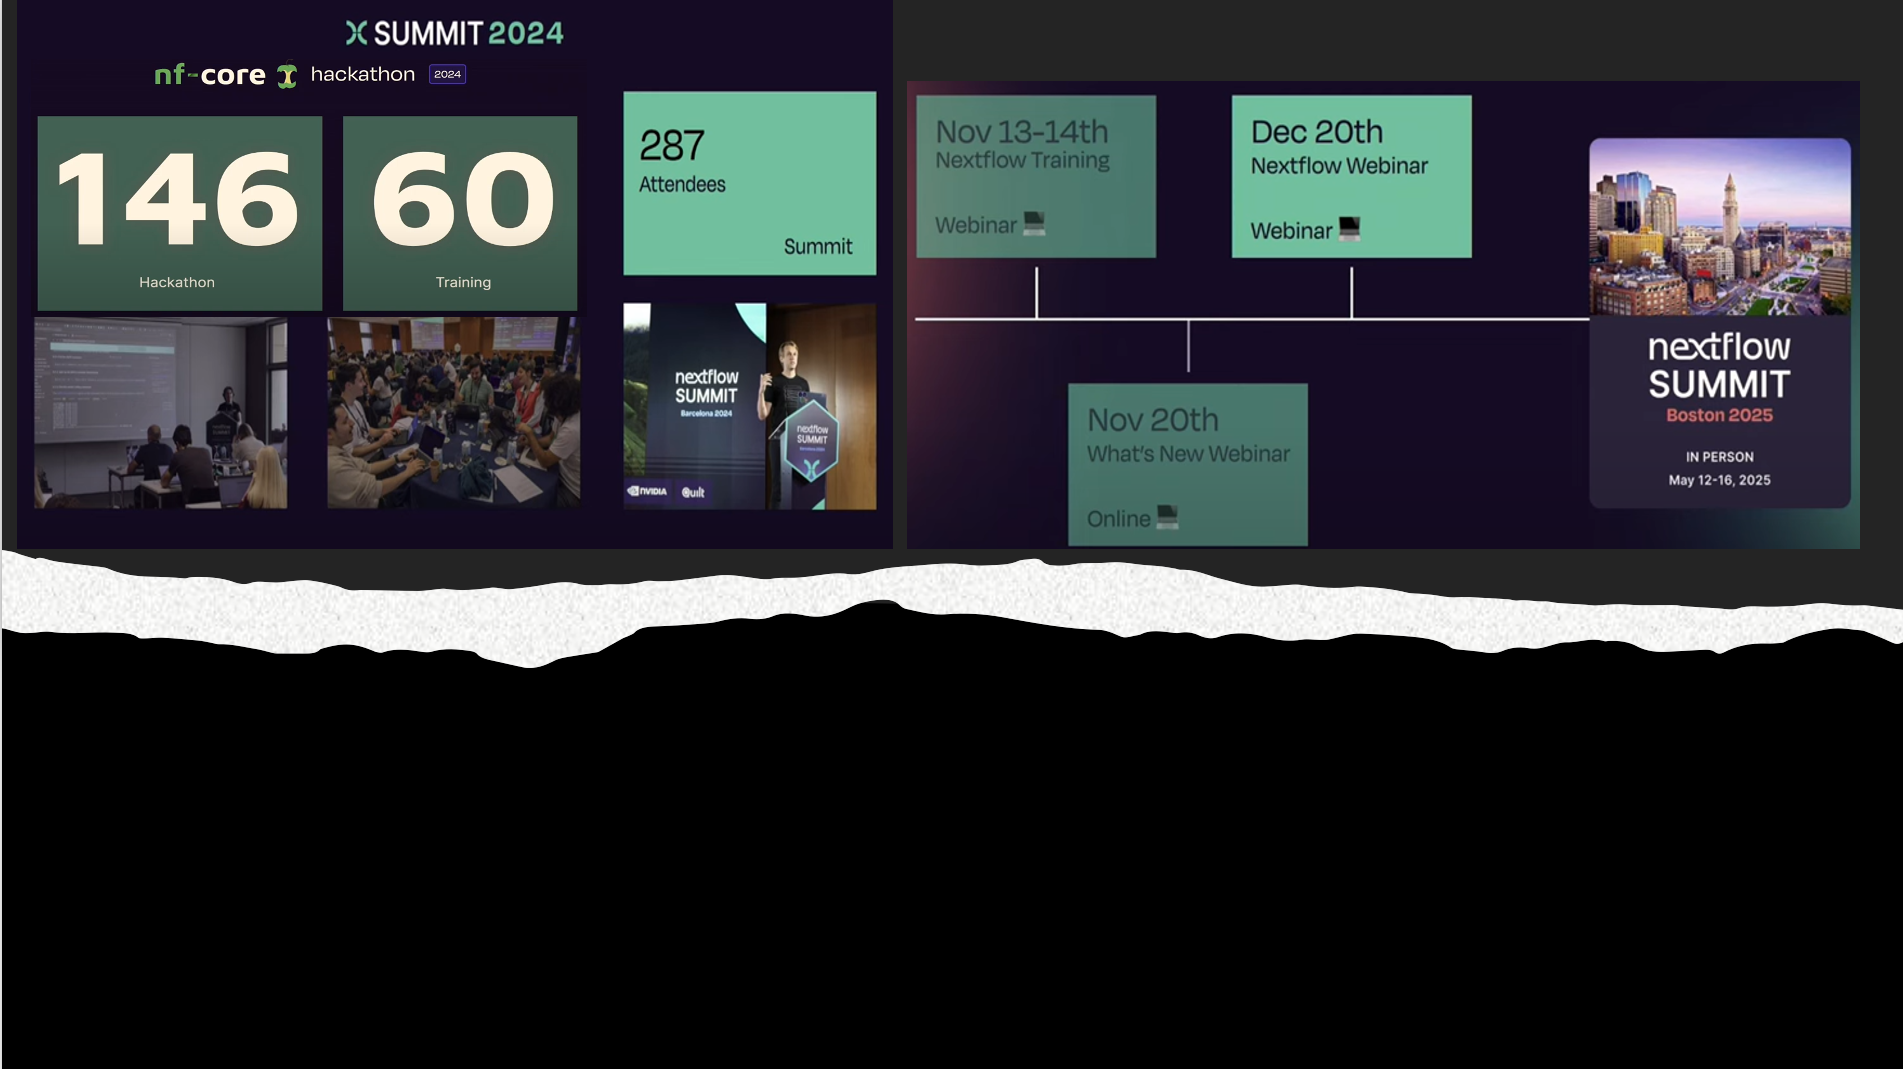 SUMMIT 2024
nf-core hackathon 2024
146
Hackathon
60
Training
287
Attendees
Summit
nextflow
SUMMIT
Barcelona 2024
nextflow
SUMMIT
NVIDIA Quilt
Nov 13-14th
Nextflow Training
Webinar
Dec 20th
Nextflow Webinar
Webinar
Nov 20th
What's New Webinar
Online
nextflow
SUMMIT
Boston 2025
IN PERSON
May 12-16, 2025